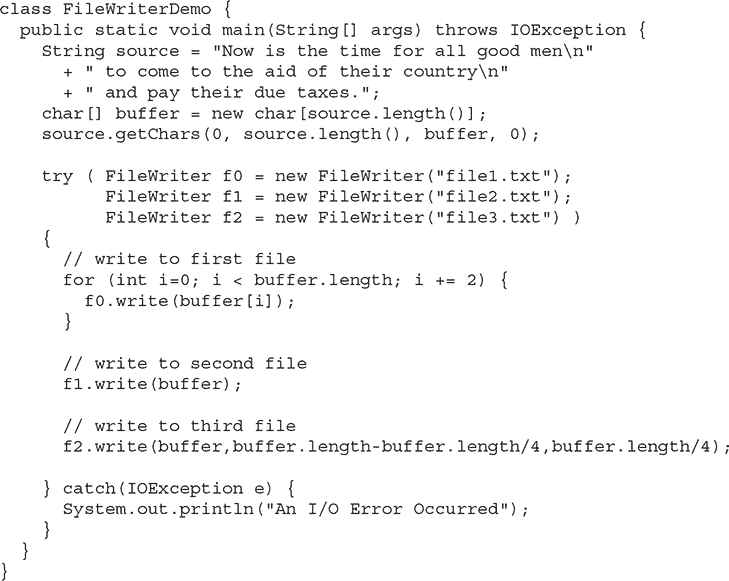 class FileWriterDemo {
  public static void main(String[] args) throws IOException {
    String source = "Now is the time for all good men\n"
      + " to come to the aid of their country\n"
      + " and pay their due taxes.";
    char[] buffer = new char[source.length()];
    source.getChars(0, source.length(), buffer, 0);

    try ( FileWriter f0 = new FileWriter("file1.txt");
          FileWriter f1 = new FileWriter("file2.txt");
          FileWriter f2 = new FileWriter("file3.txt") )
    {
      // write to first file
      for (int i=0; i < buffer.length; i += 2) {
        f0.write(buffer[i]);
      }

      // write to second file
      f1.write(buffer);

      // write to third file
      f2.write(buffer,buffer.length-buffer.length/4,buffer.length/4);

    } catch(IOException e) {
      System.out.println("An I/O Error Occurred");
    }
  }
}